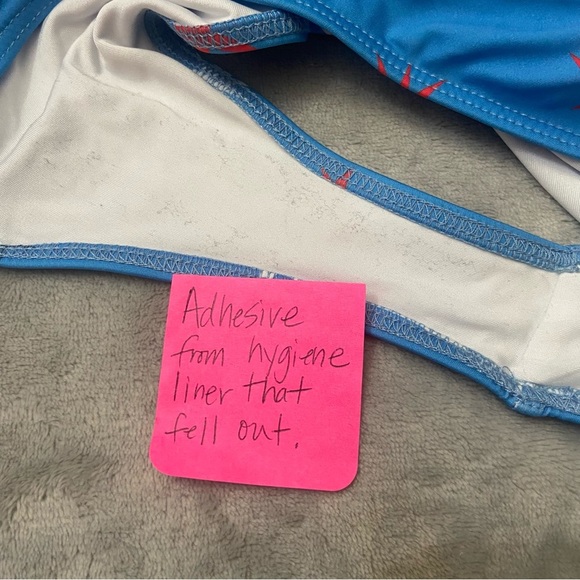 Adhesive
from hygiene
liner that
fell out.